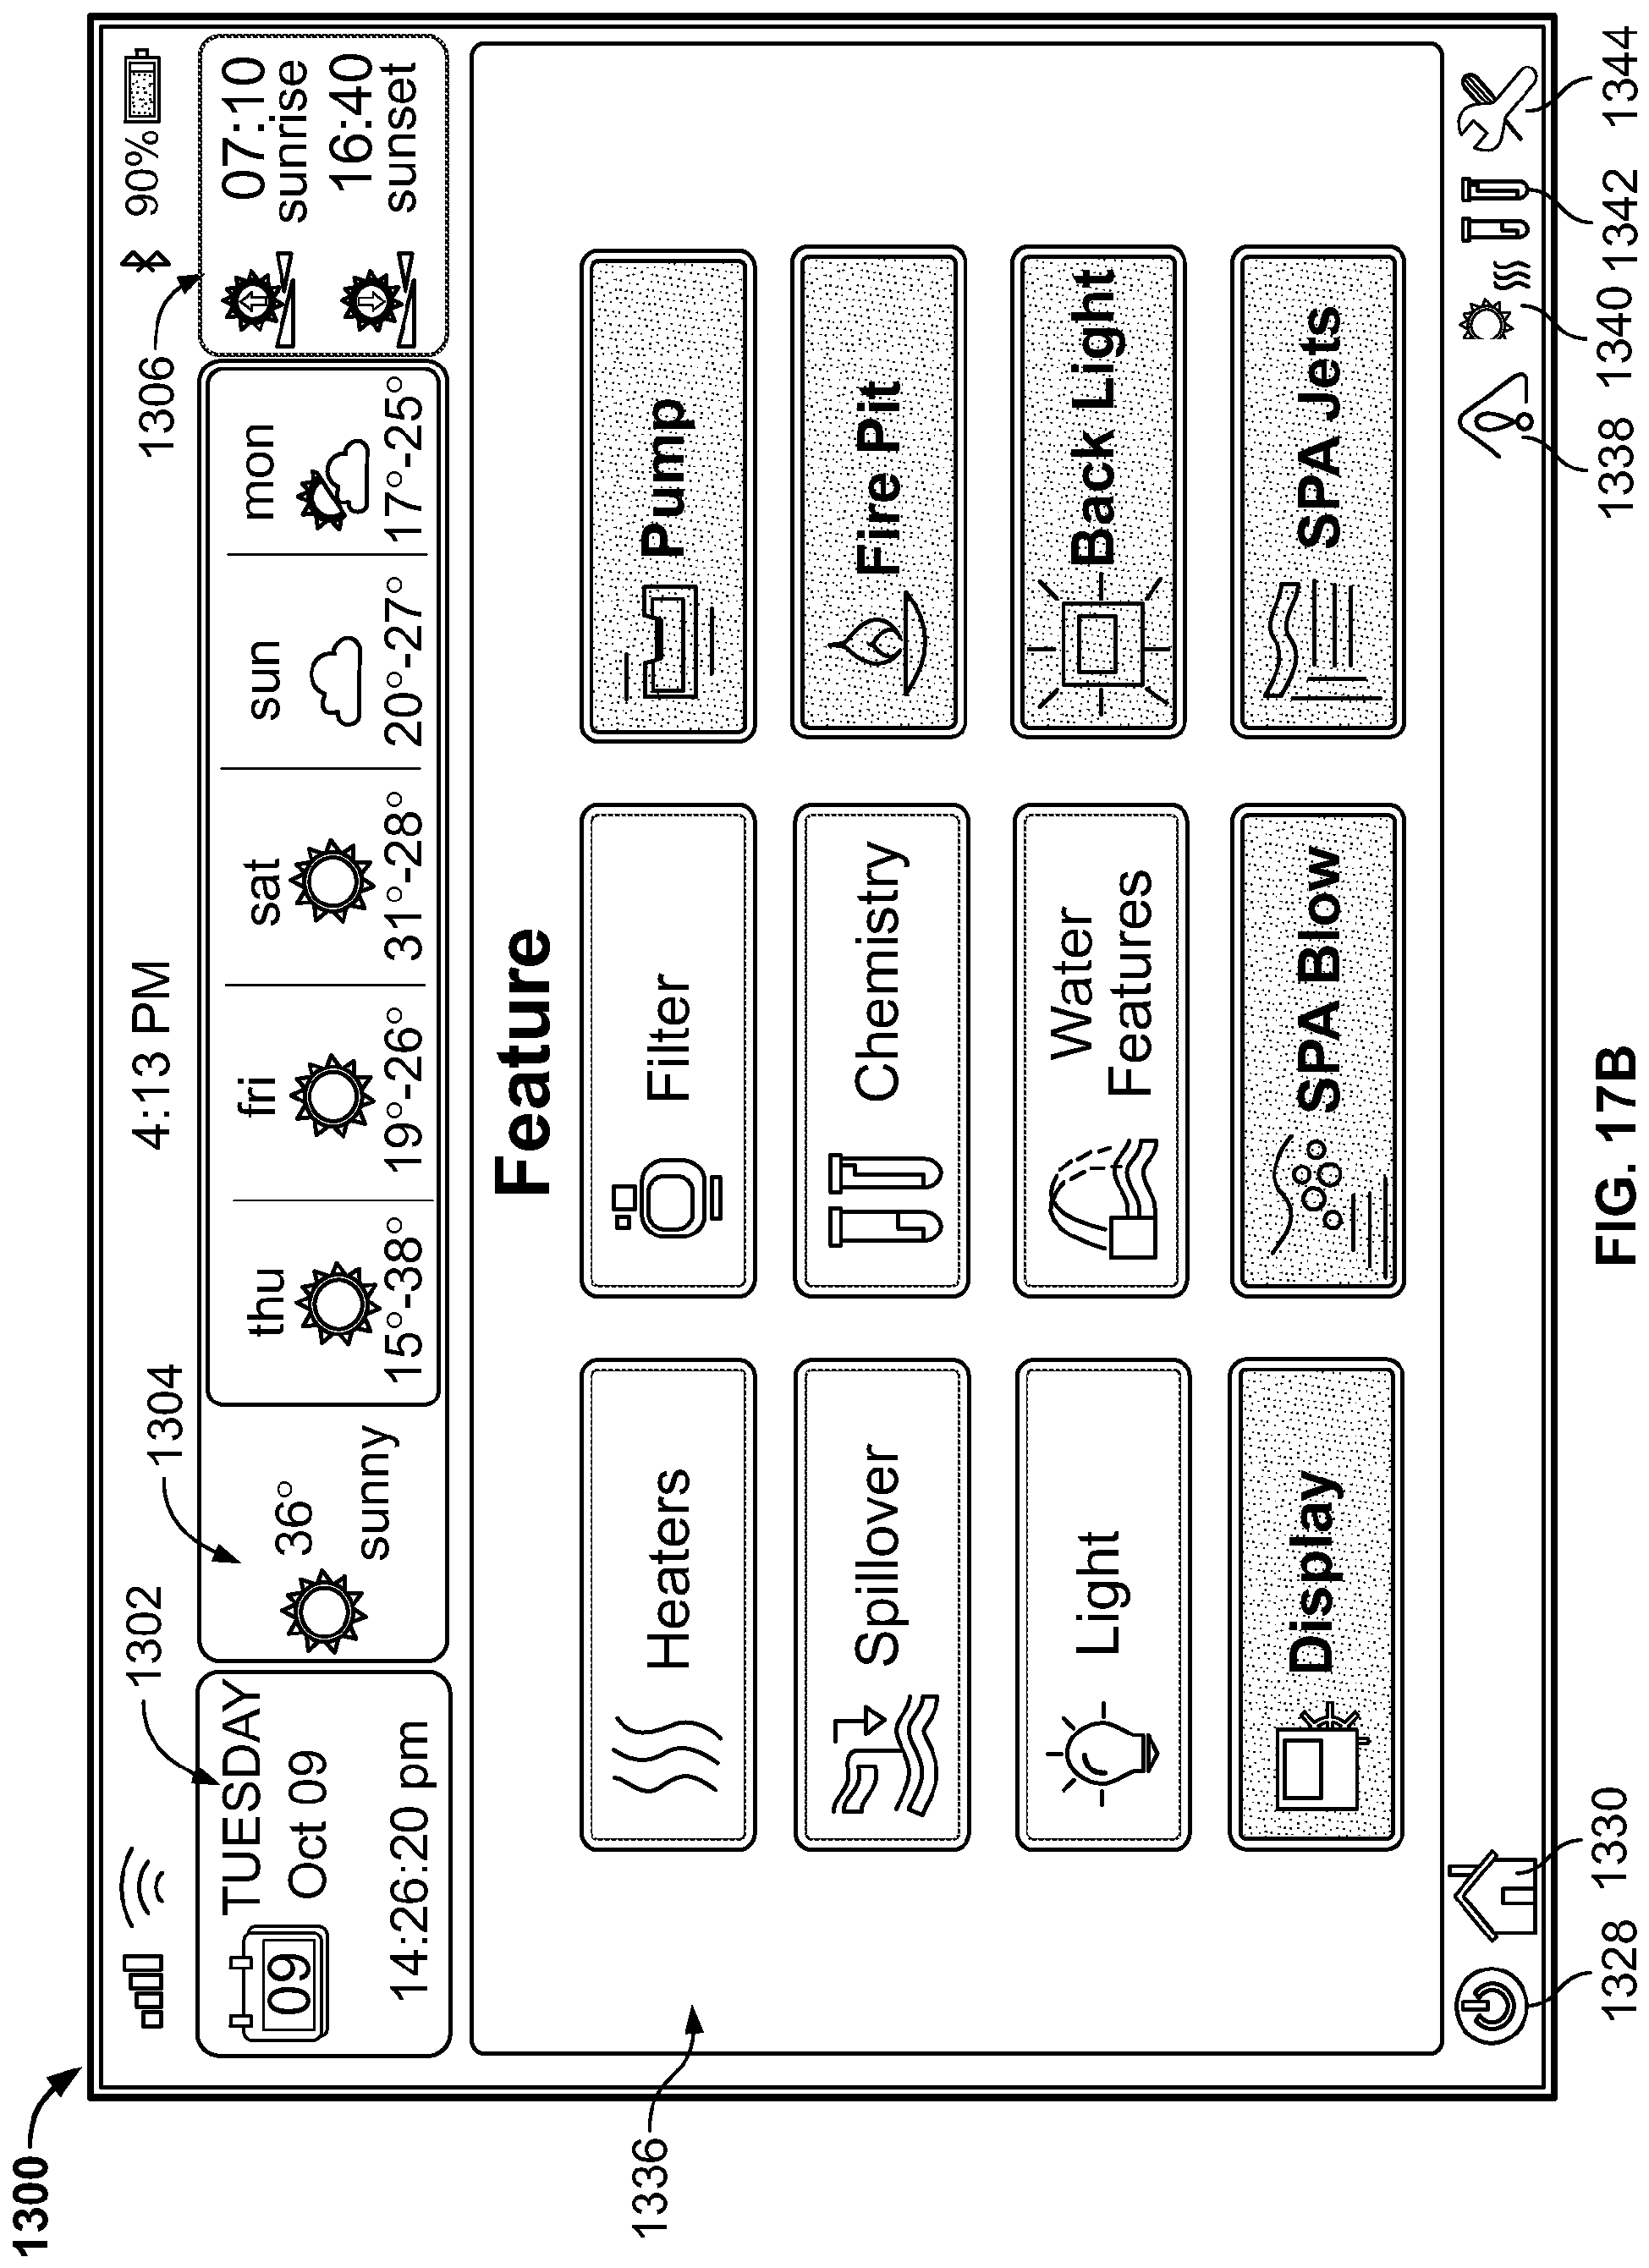 1300
4:13 PM
90%
1302
1304
1306
09
TUESDAY
Oct 09
14:26:20 pm
36°
sunny
thu
15°-38°
fri
19°-26°
sat
31°-28°
sun
20°-27°
mon
17°-25°
07:10
sunrise
16:40
sunset
Feature
1336
Heaters
Filter
Pump
Spillover
Chemistry
Fire Pit
Light
Water
Features
Back Light
Display
SPA Blow
SPA Jets
1328
1330
1338
1340
1342
1344
FIG. 17B